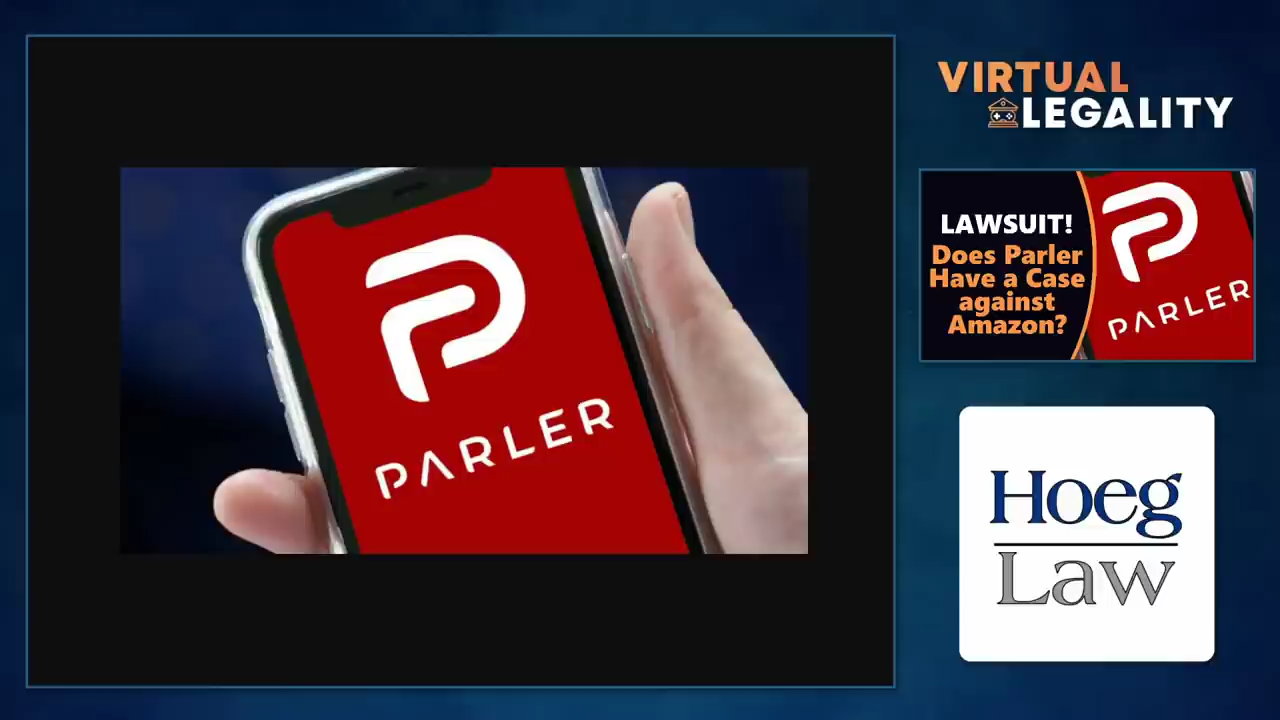 PARLER
VIRTUAL
LEGALITY
LAWSUIT!
Does Parler
Have a Case
against
Amazon?
PARLER
Hoeg
Law